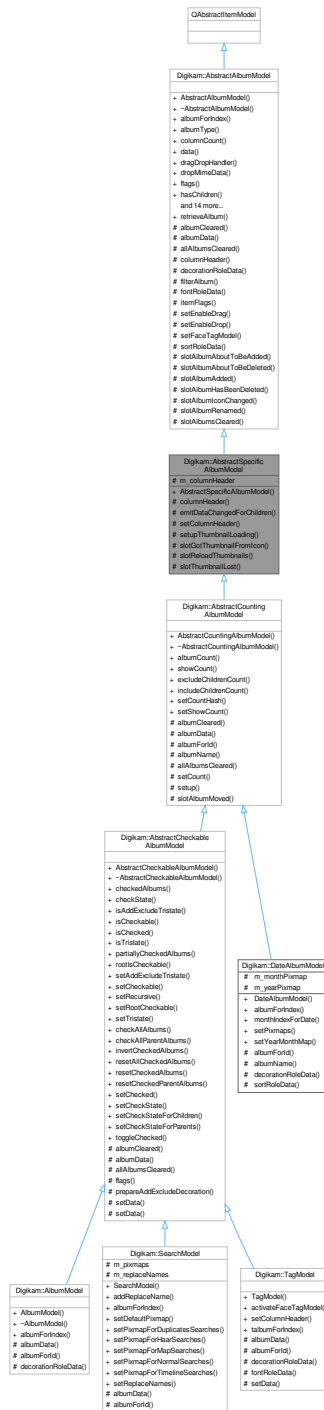 QAbstractItemModel
Digikam::AbstractAlbumModel
+ AbstractAlbumModel()
+ ~AbstractAlbumModel()
+ albumForIndex()
+ albumType()
+ columnCount()
+ data()
+ dragDropHandler()
+ dropMimeData()
+ flags()
+ hasChildren()
and 14 more...
+ retrieveAlbum()
# albumCleared()
# albumData()
# allAlbumsCleared()
# columnHeader()
# decorationRoleData()
# filterAlbum()
# fontRoleData()
# itemFlags()
# setEnableDrag()
# setEnableDrop()
# setFaceTagModel()
# sortRoleData()
# slotAlbumAboutToBeAdded()
# slotAlbumAboutToBeDeleted()
# slotAlbumAdded()
# slotAlbumHasBeenDeleted()
# slotAlbumIconChanged()
# slotAlbumRenamed()
# slotAlbumsCleared()
Digikam::AbstractSpecific
AlbumModel
# m_columnHeader
+ AbstractSpecificAlbumModel()
# columnHeader()
# emitDataChangedForChildren()
# setColumnHeader()
# setupThumbnailLoading()
# slotGotThumbnailFromIcon()
# slotReloadThumbnails()
# slotThumbnailLost()
Digikam::AbstractCounting
AlbumModel
+ AbstractCountingAlbumModel()
+ ~AbstractCountingAlbumModel()
+ albumCount()
+ showCount()
+ excludeChildrenCount()
+ includeChildrenCount()
+ setCountHash()
+ setShowCount()
# albumCleared()
# albumData()
# albumForId()
# albumName()
# allAlbumsCleared()
# setCount()
# setup()
# slotAlbumMoved()
Digikam::AbstractCheckable
AlbumModel
+ AbstractCheckableAlbumModel()
+ ~AbstractCheckableAlbumModel()
+ checkedAlbums()
+ checkState()
+ isAddExcludeTristate()
+ isCheckable()
+ isChecked()
+ isTristate()
+ partiallyCheckedAlbums()
+ rootIsCheckable()
+ setAddExcludeTristate()
+ setCheckable()
+ setRecursive()
+ setRootCheckable()
+ setTristate()
+ checkAllAlbums()
+ checkAllParentAlbums()
+ invertCheckedAlbums()
+ resetAllCheckedAlbums()
+ resetCheckedAlbums()
+ resetCheckedParentAlbums()
+ setChecked()
+ setCheckState()
+ setCheckStateForChildren()
+ setCheckStateForParents()
+ toggleChecked()
# albumCleared()
# albumData()
# allAlbumsCleared()
# flags()
# prepareAddExcludeDecoration()
# setData()
# setData()
Digikam::DateAlbumModel
# m_monthPixmap
# m_yearPixmap
+ DateAlbumModel()
+ albumForIndex()
+ monthIndexForDate()
+ setPixmaps()
+ setYearMonthMap()
# albumForId()
# albumName()
# decorationRoleData()
# sortRoleData()
Digikam::AlbumModel
+ AlbumModel()
+ ~AlbumModel()
+ albumForIndex()
# albumData()
# albumForId()
# decorationRoleData()
Digikam::SearchModel
# m_pixmaps
# m_replaceNames
+ SearchModel()
+ addReplaceName()
+ albumForIndex()
+ setDefaultPixmap()
+ setPixmapForDuplicatesSearches()
+ setPixmapForHaarSearches()
+ setPixmapForMapSearches()
+ setPixmapForNormalSearches()
+ setPixmapForTimelineSearches()
+ setReplaceNames()
# albumData()
# albumForId()
Digikam::TagModel
+ TagModel()
+ activateFaceTagModel()
+ setColumnHeader()
+ talbumForIndex()
# albumData()
# albumForId()
# decorationRoleData()
# fontRoleData()
# setData()